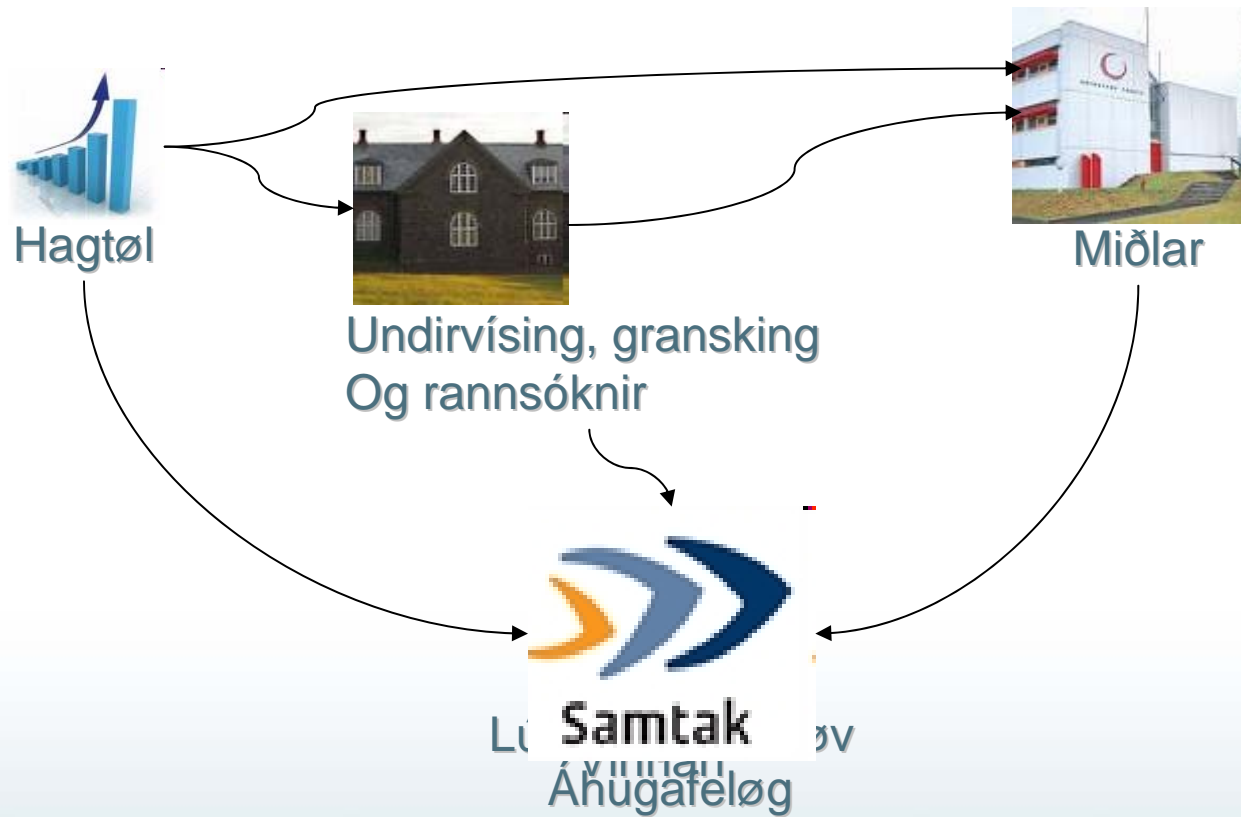 Hagtøl
Miðlar
Undirvísing, gransking
Og rannsóknir
Samtak
Áhugafeløg